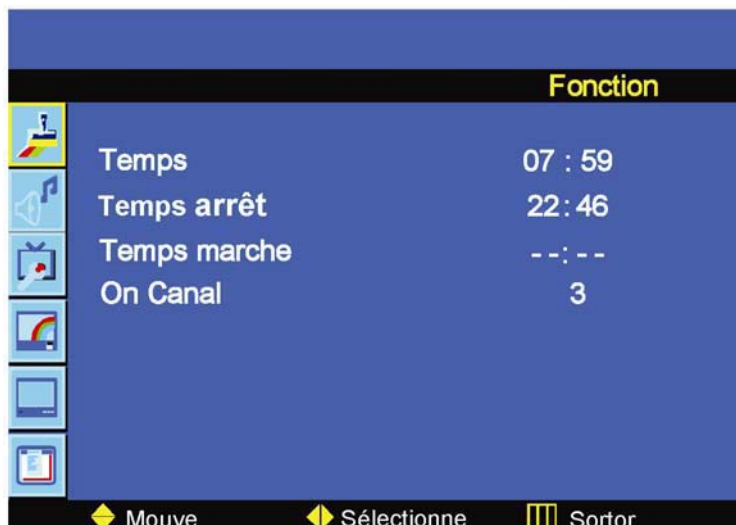 Fonction
Temps 07 : 59
Temps arrêt 22:46
Temps marche --:--
On Canal 3
Mouve Sélectionne Sortor